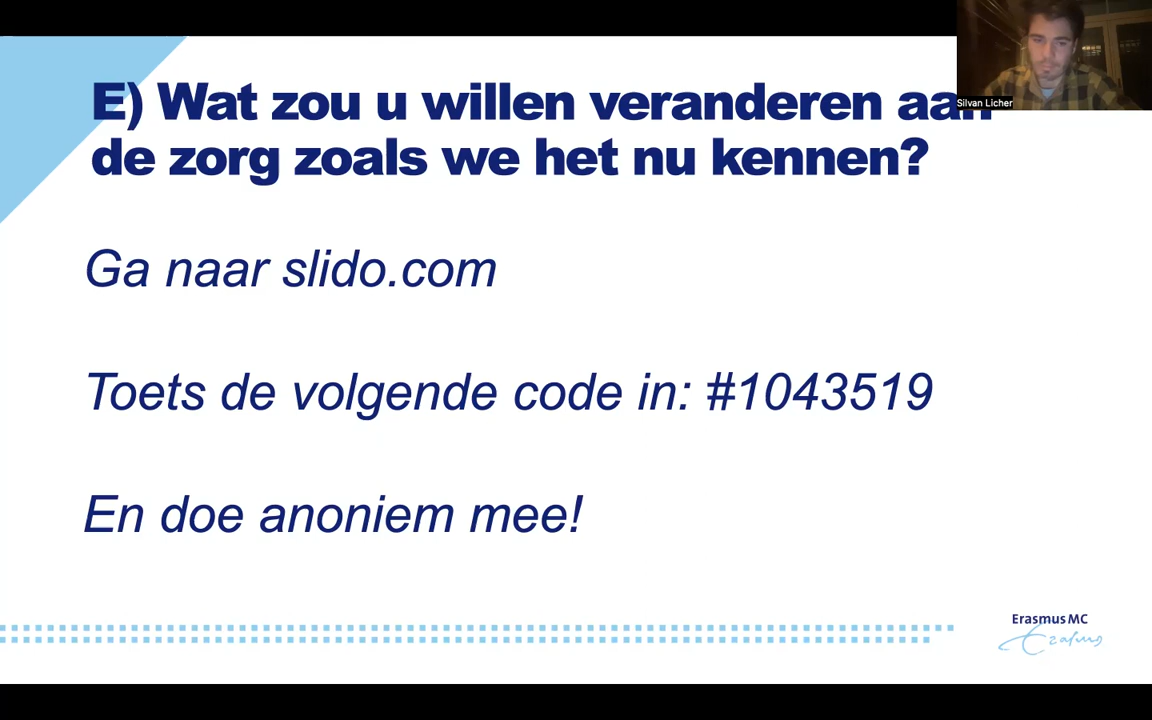 E) Wat zou u willen veranderen aan
de zorg zoals we het nu kennen?
Silvan Licher
Ga naar slido.com
Toets de volgende code in: #1043519
En doe anoniem mee!
Erasmus MC
Erasmus